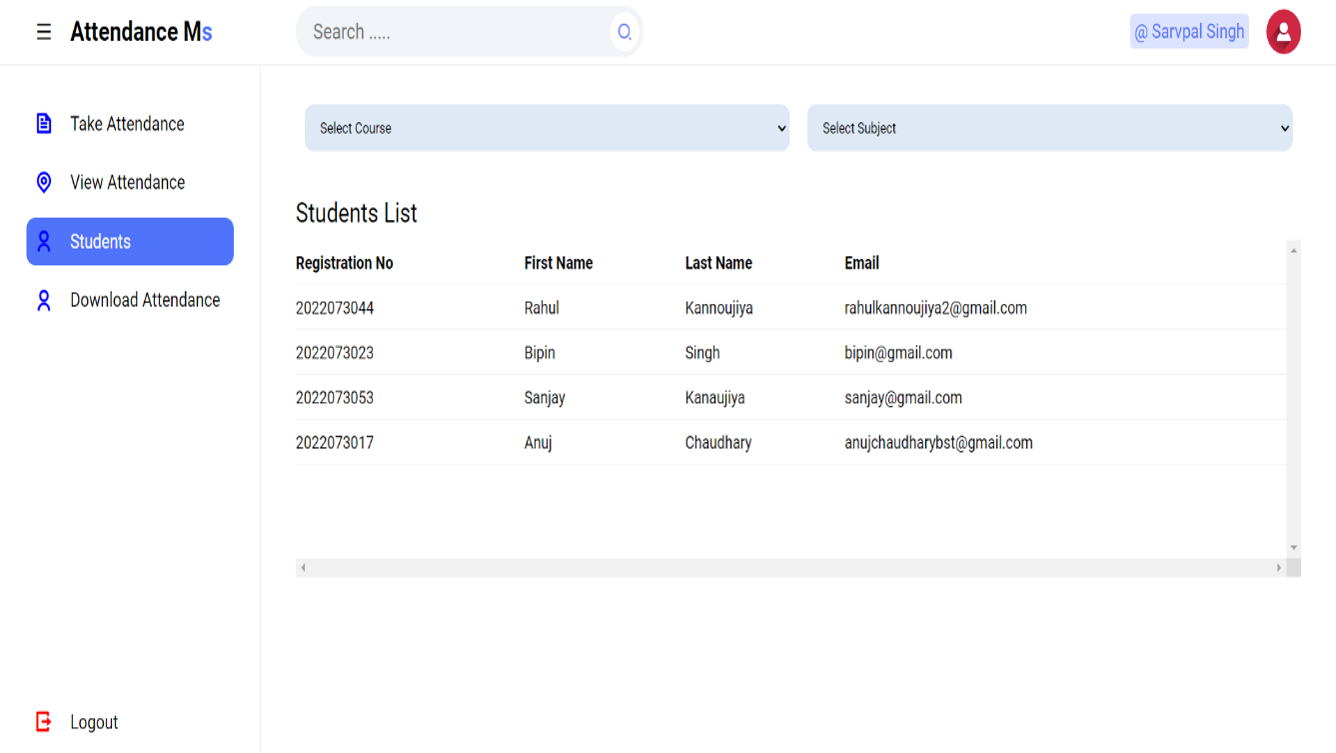 Attendance Ms
Search .....
@ Sarvpal Singh
Take Attendance
View Attendance
Students
Download Attendance
Logout
Select Course
Select Subject
Students List
Registration No First Name Last Name Email
2022073044 Rahul Kannoujiya rahulkannoujiya2@gmail.com
2022073023 Bipin Singh bipin@gmail.com
2022073053 Sanjay Kanaujiya sanjay@gmail.com
2022073017 Anuj Chaudhary anujchaudharybst@gmail.com